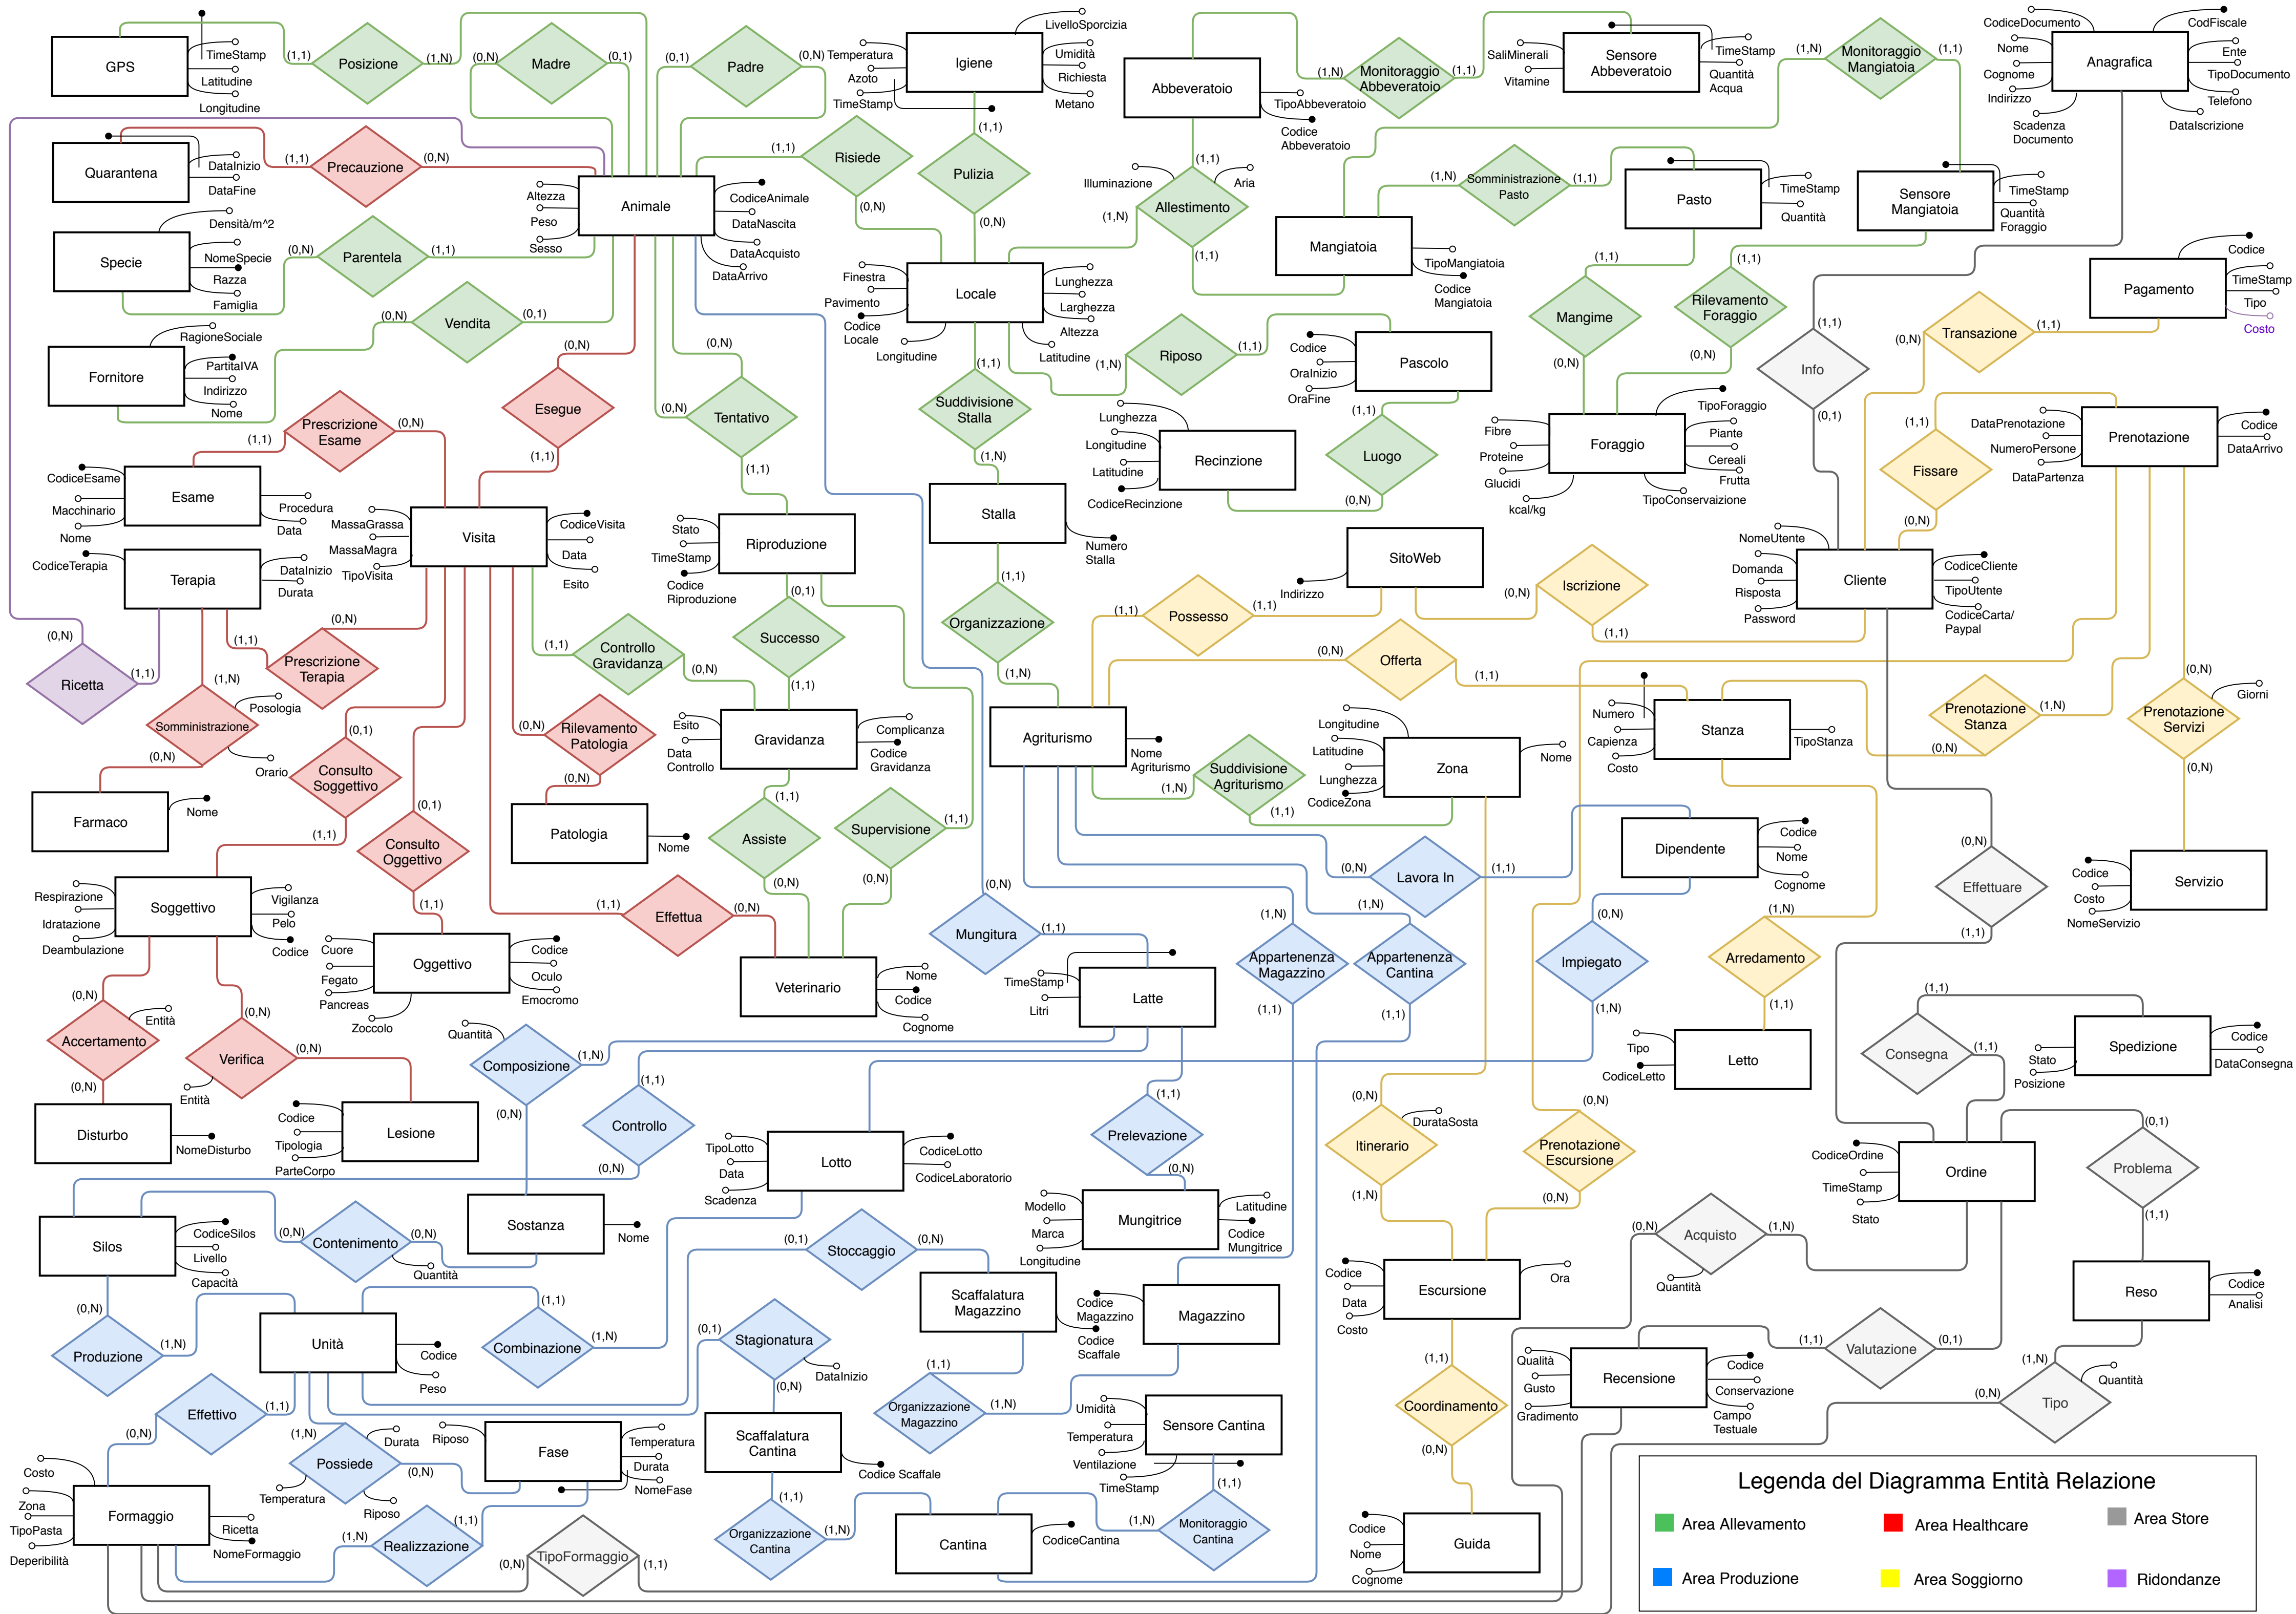 GPS
TimeStamp
Latitudine
Longitudine
(1,1)
Posizione
(1,N)
(0,N)
Madre
(0,1)
(0,1)
Padre
(0,N)
Temperatura
Azoto
TimeStamp
Igiene
LivelloSporcizia
Umidità
Richiesta
Metano
Abbeveratoio
TipoAbbeveratoio
Codice
Abbeveratoio
(1,N)
Monitoraggio
Abbeveratoio
(1,1)
SaliMinerali
Vitamine
Sensore
Abbeveratoio
TimeStamp
Quantità
Acqua
(1,N)
Monitoraggio
Mangiatoia
(1,1)
CodiceDocumento
Nome
Cognome
Indirizzo
Scadenza
Documento
Anagrafica
CodFiscale
Ente
TipoDocumento
Telefono
DataIscrizione
Quarantena
DataInizio
DataFine
(1,1)
Precauzione
(0,N)
(1,1)
Risiede
(0,N)
(1,1)
Pulizia
(0,N)
Altezza
Peso
Sesso
Animale
CodiceAnimale
DataNascita
DataAcquisto
DataArrivo
(1,1)
Illuminazione
Aria
Allestimento
(1,N)
(1,1)
(1,N)
Somministrazione
Pasto
(1,1)
Pasto
TimeStamp
Quantità
Sensore
Mangiatoia
TimeStamp
Quantità
Foraggio
Mangiatoia
TipoMangiatoia
Codice
Mangiatoia
Specie
Densità/m^2
NomeSpecie
Razza
Famiglia
(0,N)
Parentela
(1,1)
Finestra
Pavimento
Codice
Locale
Longitudine
Locale
Lunghezza
Larghezza
Altezza
Latitudine
(1,1)
Mangime
(0,N)
(1,1)
Rilevamento
Foraggio
(0,N)
Pagamento
Codice
TimeStamp
Tipo
Costo
(0,N)
Transazione
(1,1)
(1,1)
Info
(0,1)
Fornitore
RagioneSociale
PartitaIVA
Indirizzo
Nome
(0,N)
Vendita
(0,1)
(0,N)
Esegue
(1,1)
(0,N)
(0,N)
Tentativo
(1,1)
(1,1)
Suddivisione
Stalla
(1,N)
(1,N)
Riposo
(1,1)
Codice
OraInizio
OraFine
Pascolo
(1,1)
Luogo
(0,N)
Lunghezza
Longitudine
Latitudine
CodiceRecinzione
Recinzione
Fibre
Proteine
Glucidi
kcal/kg
Foraggio
TipoForaggio
Piante
Cereali
Frutta
TipoConservaizione
(1,1)
Fissare
(0,N)
DataPrenotazione
NumeroPersone
DataPartenza
Prenotazione
Codice
DataArrivo
Prescrizione
Esame
(0,N)
(1,1)
CodiceEsame
Macchinario
Nome
Esame
Procedura
Data
MassaGrassa
MassaMagra
TipoVisita
Visita
CodiceVisita
Data
Esito
Stato
TimeStamp
Codice
Riproduzione
Riproduzione
Stalla
Numero
Stalla
SitoWeb
Indirizzo
NomeUtente
Domanda
Risposta
Password
Cliente
CodiceCliente
TipoUtente
CodiceCarta/
Paypal
CodiceTerapia
Terapia
DataInizio
Durata
(0,N)
Ricetta
(1,1)
(0,N)
(1,1)
Prescrizione
Terapia
(1,1)
Controllo
Gravidanza
(0,N)
(0,1)
Successo
(1,1)
(1,1)
Organizzazione
(1,N)
(1,1)
Possesso
(1,1)
(0,N)
Iscrizione
(1,1)
(0,N)
Offerta
(1,1)
(1,N)
Posologia
Somministrazione
Orario
(0,N)
Farmaco
Nome
(0,1)
Consulto
Soggettivo
(1,1)
(0,1)
Consulto
Oggettivo
(1,1)
(0,N)
Rilevamento
Patologia
(0,N)
Patologia
Nome
Esito
Data
Controllo
Gravidanza
Complicanza
Codice
Gravidanza
(1,1)
Assiste
(0,N)
Supervisione
(1,1)
(0,N)
Agriturismo
Nome
Agriturismo
Suddivisione
Agriturismo
(1,N)
(1,1)
Longitudine
Latitudine
Lunghezza
CodiceZona
Zona
Nome
Numero
Capienza
Costo
Stanza
TipoStanza
Prenotazione
Stanza
(1,N)
(0,N)
(0,N)
Giorni
Prenotazione
Servizi
(0,N)
Dipendente
Codice
Nome
Cognome
(0,N)
Lavora In
(1,1)
(0,N)
Effettuare
(1,1)
Codice
Costo
NomeServizio
Servizio
Respirazione
Idratazione
Deambulazione
Soggettivo
Vigilanza
Pelo
Codice
Cuore
Fegato
Pancreas
Zoccolo
Oggettivo
Codice
Oculo
Emocromo
(1,1)
Effettua
(0,N)
Veterinario
Nome
Codice
Cognome
(0,N)
Mungitura
(1,1)
TimeStamp
Litri
Latte
(1,N)
Appartenenza
Magazzino
(1,1)
(1,N)
Appartenenza
Cantina
(1,1)
(0,N)
Impiegato
(1,N)
(1,N)
Arredamento
(1,1)
Tipo
CodiceLetto
Letto
(1,1)
Consegna
(1,1)
Stato
Posizione
Spedizione
Codice
DataConsegna
(0,N)
Entità
Accertamento
(0,N)
(0,N)
Verifica
(0,N)
Entità
Disturbo
NomeDisturbo
Codice
Tipologia
ParteCorpo
Lesione
Quantità
Composizione
(1,N)
(0,N)
(1,1)
Controllo
(0,N)
TipoLotto
Data
Scadenza
Lotto
CodiceLotto
CodiceLaboratorio
(1,1)
Prelevazione
(0,N)
Modello
Marca
Longitudine
Mungitrice
Latitudine
Codice
Mungitrice
(0,N)
DurataSosta
Itinerario
(1,N)
(0,N)
Prenotazione
Escursione
(0,N)
CodiceOrdine
TimeStamp
Stato
Ordine
(0,1)
Problema
(1,1)
Silos
CodiceSilos
Livello
Capacità
(0,N)
Contenimento
(0,N)
Quantità
Sostanza
Nome
(0,1)
Stoccaggio
(0,N)
Scaffalatura
Magazzino
Codice
Scaffale
Codice
Magazzino
Magazzino
Codice
Data
Costo
Escursione
Ora
(0,N)
Acquisto
(1,N)
Quantità
Reso
Codice
Analisi
(0,N)
Produzione
(1,N)
Unità
Codice
Peso
(1,1)
Combinazione
(1,N)
(0,1)
Stagionatura
DataInizio
(0,N)
(1,1)
Organizzazione
Magazzino
(1,N)
(1,1)
Coordinamento
(0,N)
Qualità
Gusto
Gradimento
Recensione
Codice
Conservazione
Campo
Testuale
(1,1)
Valutazione
(0,1)
(1,N)
Quantità
Tipo
(0,N)
Effettivo
(1,1)
(0,N)
(1,N)
Durata
Possiede
(0,N)
Temperatura
Riposo
Riposo
Fase
Temperatura
Durata
NomeFase
Scaffalatura
Cantina
Codice Scaffale
Umidità
Temperatura
Ventilazione
TimeStamp
Sensore Cantina
Costo
Zona
TipoPasta
Deperibilità
Formaggio
Ricetta
NomeFormaggio
(1,N)
Realizzazione
(1,1)
(0,N)
TipoFormaggio
(1,1)
(1,1)
Organizzazione
Cantina
(1,N)
Cantina
CodiceCantina
(1,N)
Monitoraggio
Cantina
(1,1)
Codice
Nome
Cognome
Guida
Legenda del Diagramma Entità Relazione
Area Allevamento
Area Healthcare
Area Store
Area Produzione
Area Soggiorno
Ridondanze